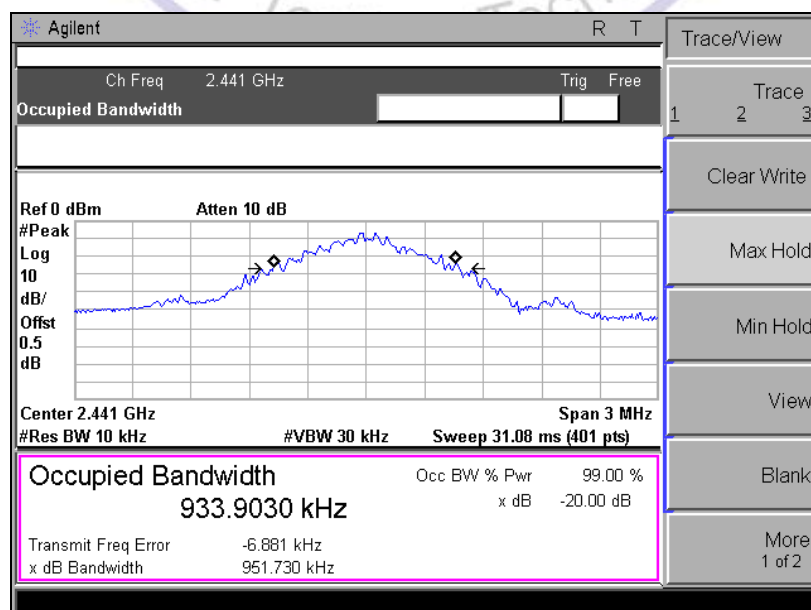 Agilent R T
Trace/View
Ch Freq 2.441 GHz Trig Free
Occupied Bandwidth
Trace
1 2 3
Clear Write
Ref 0 dBm Atten 10 dB
#Peak
Log
10
dB/
Offst
0.5
dB
Max Hold
Min Hold
View
Center 2.441 GHz Span 3 MHz
#Res BW 10 kHz #VBW 30 kHz Sweep 31.08 ms (401 pts)
Occupied Bandwidth
933.9030 kHz
Occ BW % Pwr 99.00 %
x dB -20.00 dB
Transmit Freq Error -6.881 kHz
x dB Bandwidth 951.730 kHz
Blank
More
1 of 2